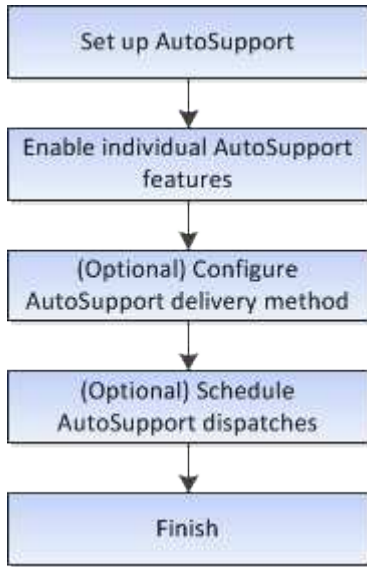 Set up AutoSupport
Enable individual AutoSupport
features
(Optional) Configure
AutoSupport delivery method
(Optional) Schedule
AutoSupport dispatches
Finish